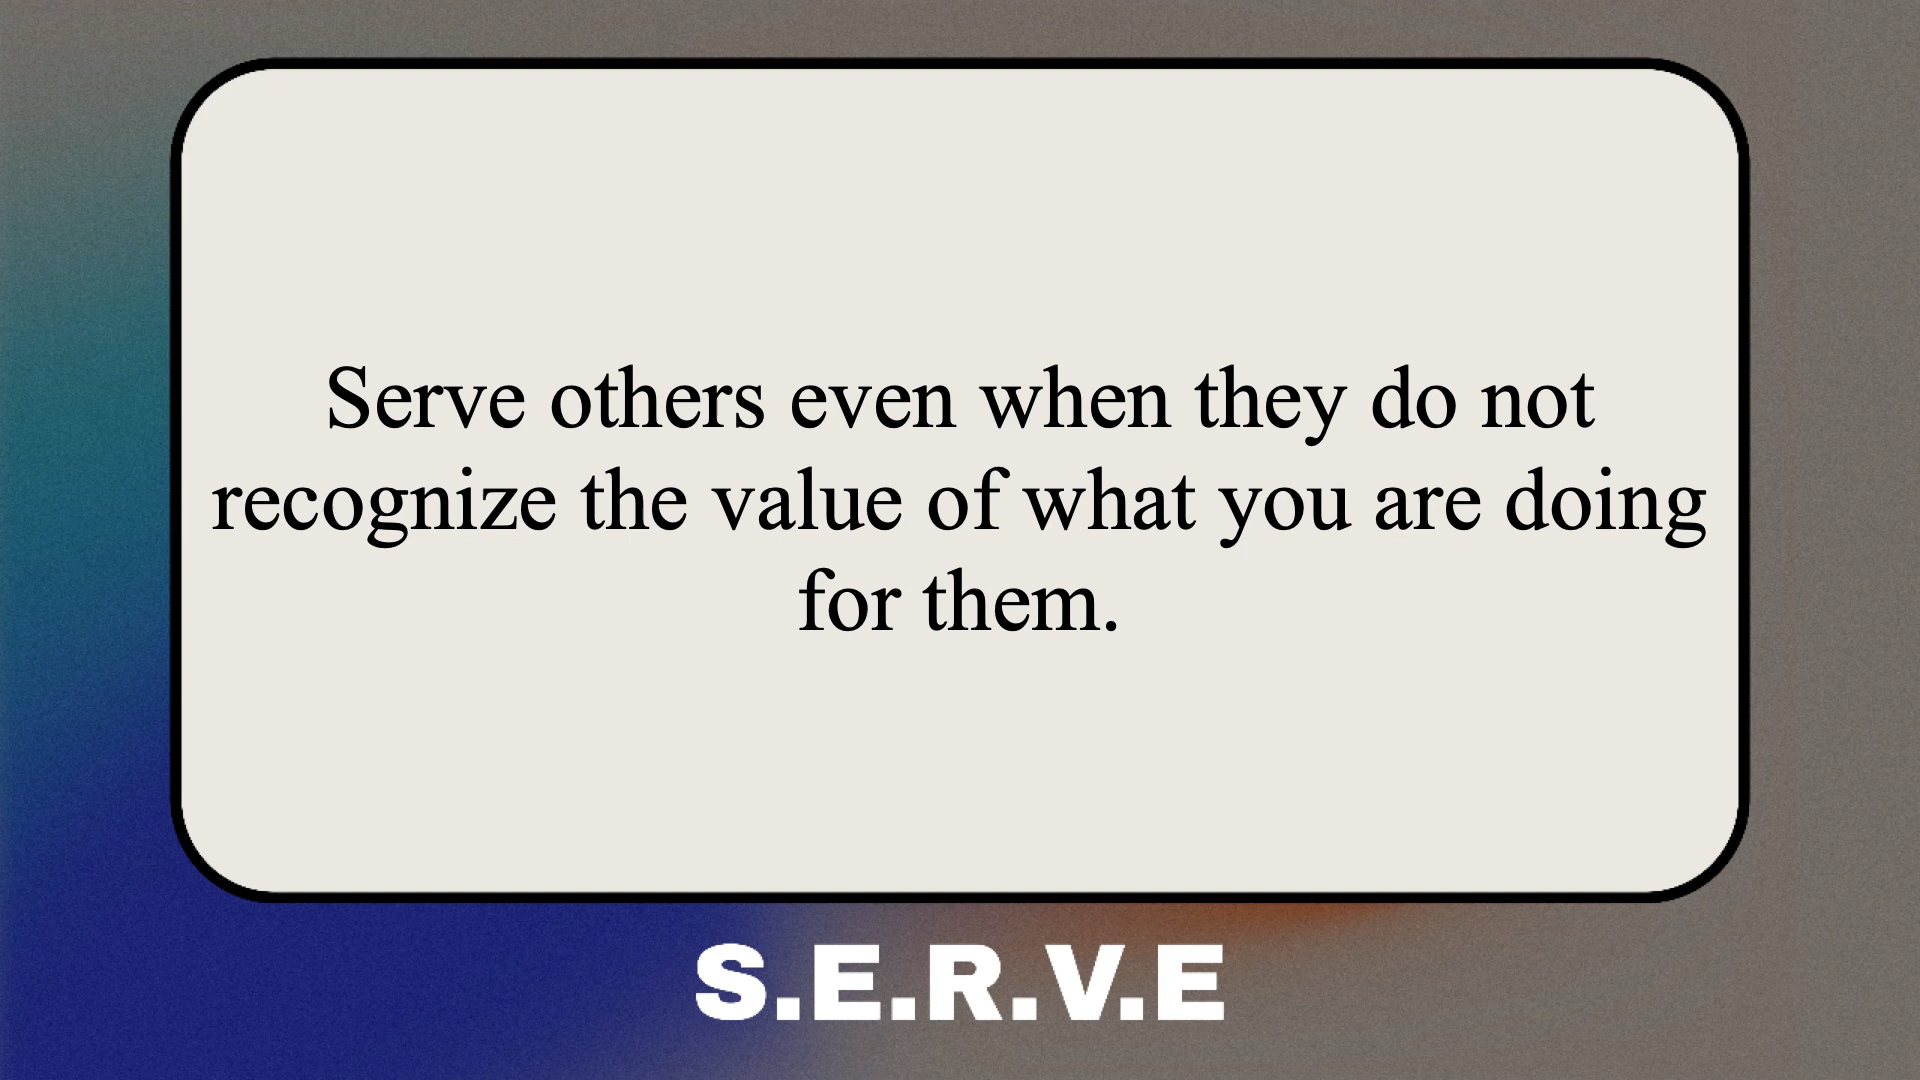 Serve others even when they do not
recognize the value of what you are doing
for them.
S.E.R.V.E